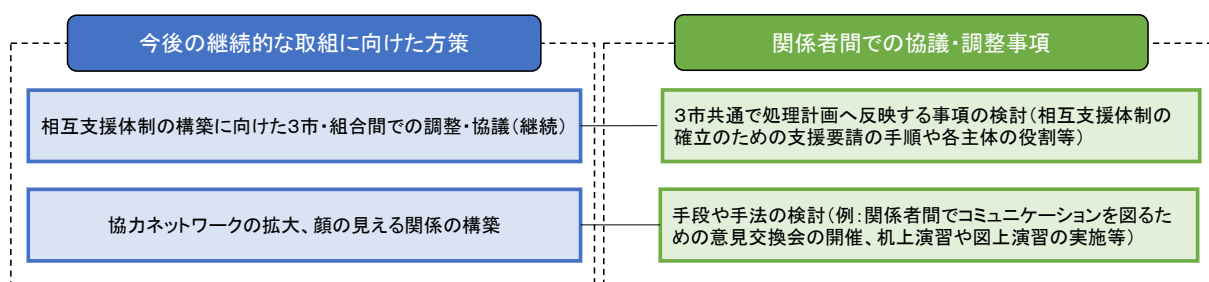 今後の継続的な取組に向けた方策
関係者間での協議・調整事項
相互支援体制の構築に向けた３市・組合間での調整・協議（継続）
３市共通で処理計画へ反映する事項の検討（相互支援体制の
確立のための支援要請の手順や各主体の役割等）
協力ネットワークの拡大、顔の見える関係の構築
手段や手法の検討（例：関係者間でコミュニケーションを図るた
めの意見交換会の開催、机上演習や図上演習の実施等）